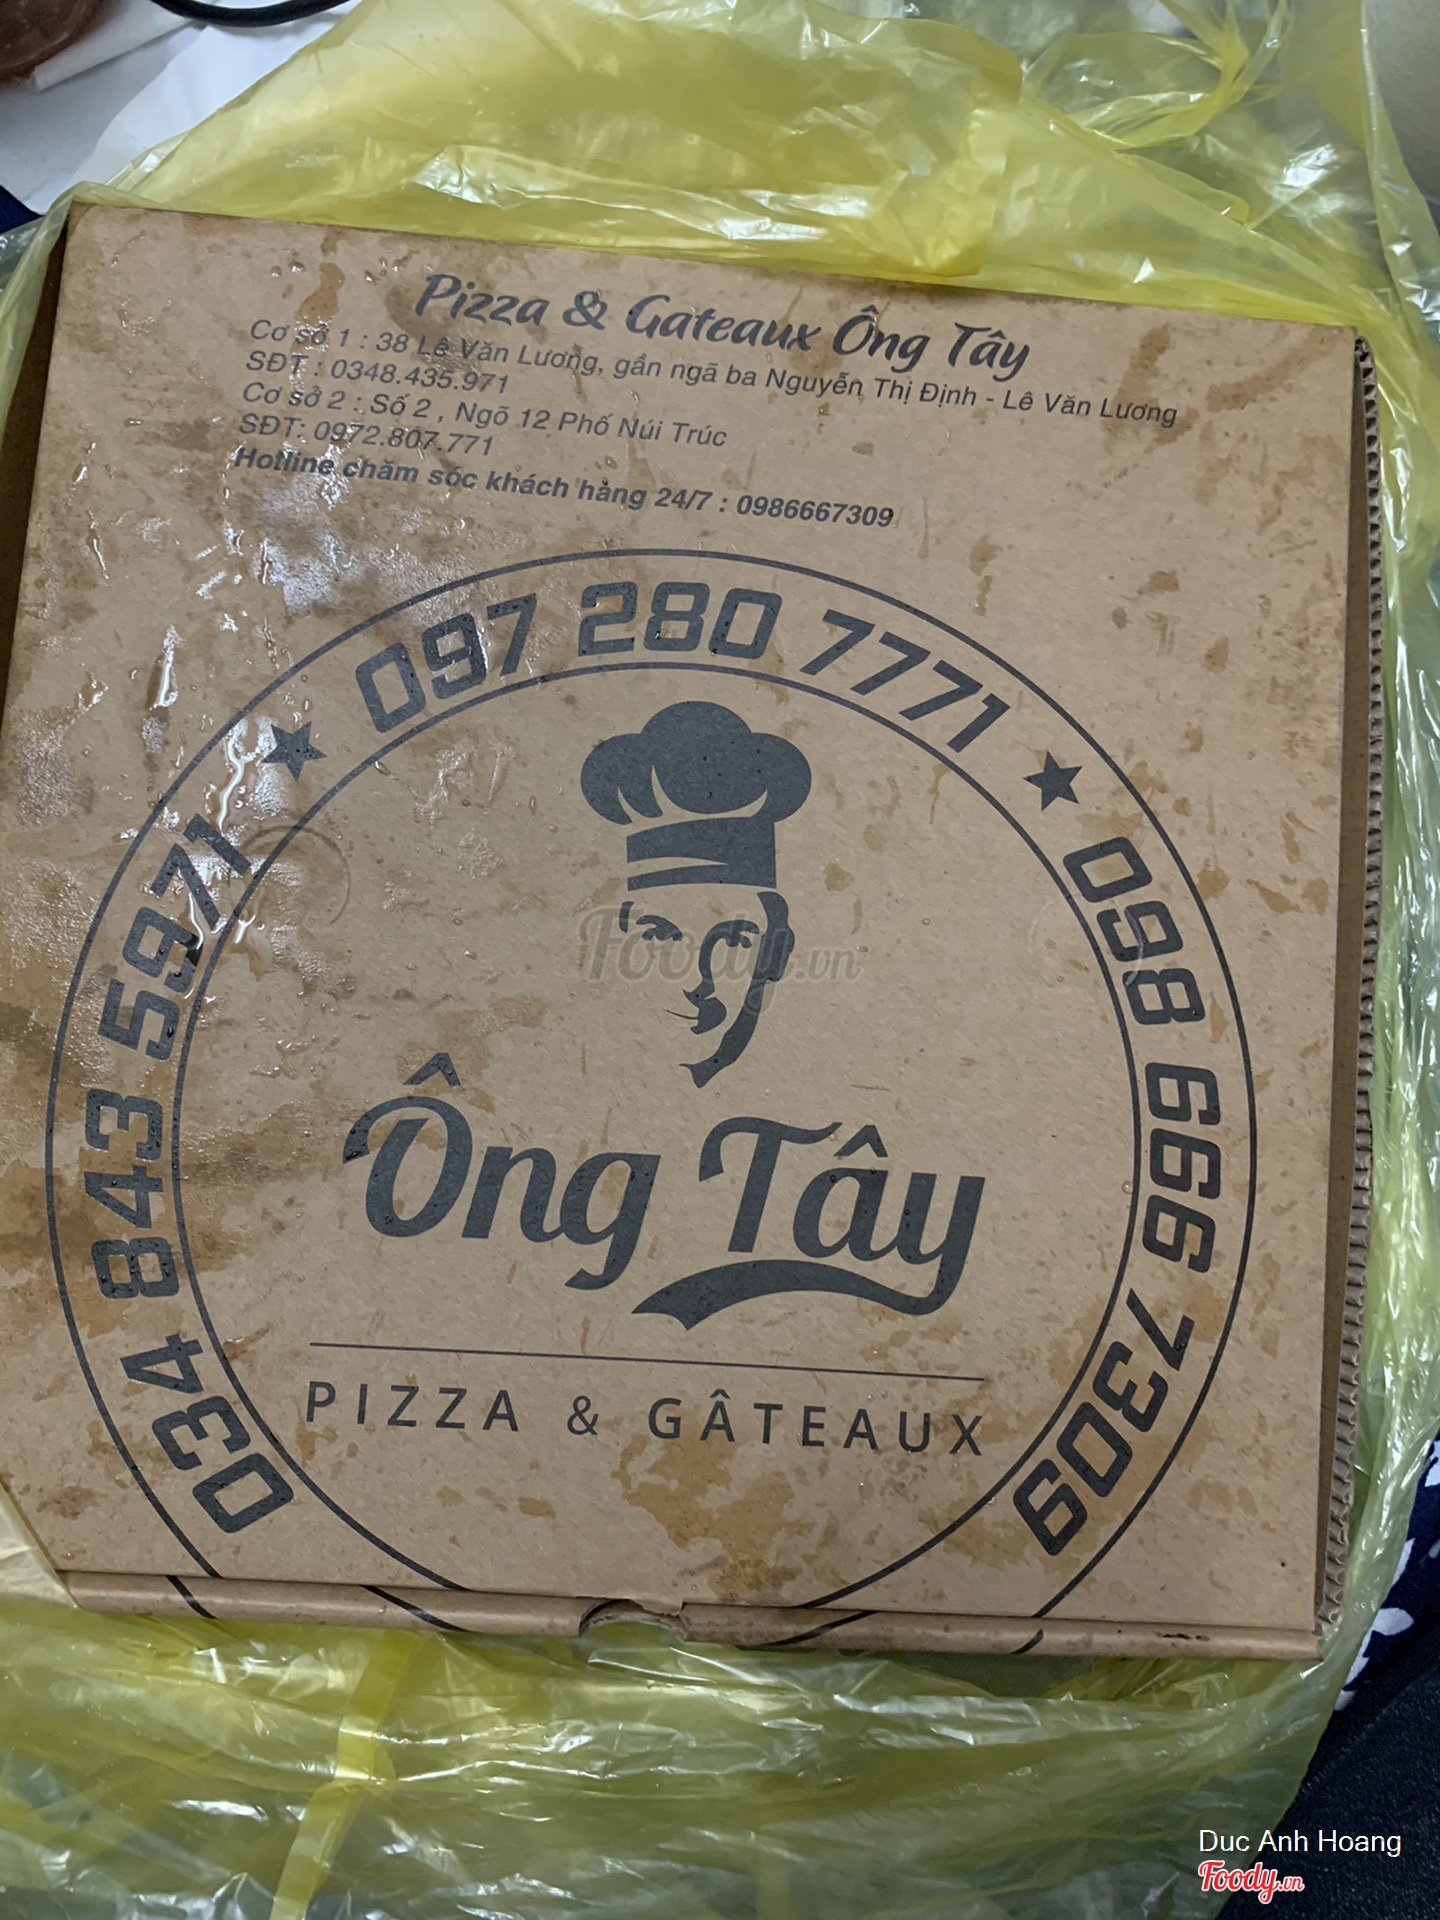 Pizza & Gateaux Ông Tây
Cơ sở 1 : 38 Lê Văn Lương, gần ngã ba Nguyễn Thị Định - Lê Văn Lương
SĐT : 0348.435.971
Cơ sở 2 : Số 2 , Ngõ 12 Phố Núi Trúc
SĐT: 0972.807.771
Hotline chăm sóc khách hàng 24/7 : 0986667309
034 843 5971 ★ 097 280 7771 ★ 098 666 7309
Foody.vn
Ông Tây
PIZZA & GÂTEAUX
Duc Anh Hoang
Foody.vn